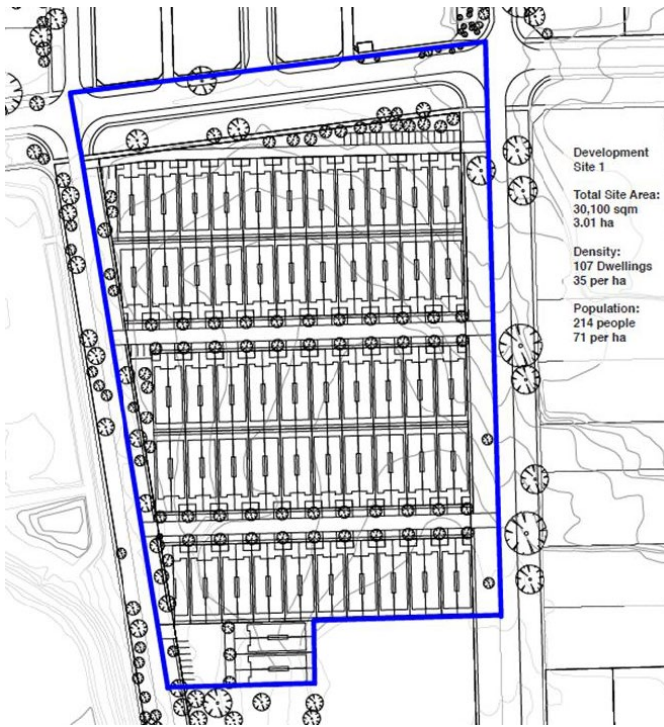 Development
Site 1
Total Site Area:
30,100 sqm
3.01 ha
Density:
107 Dwellings
35 per ha
Population:
214 people
71 per ha